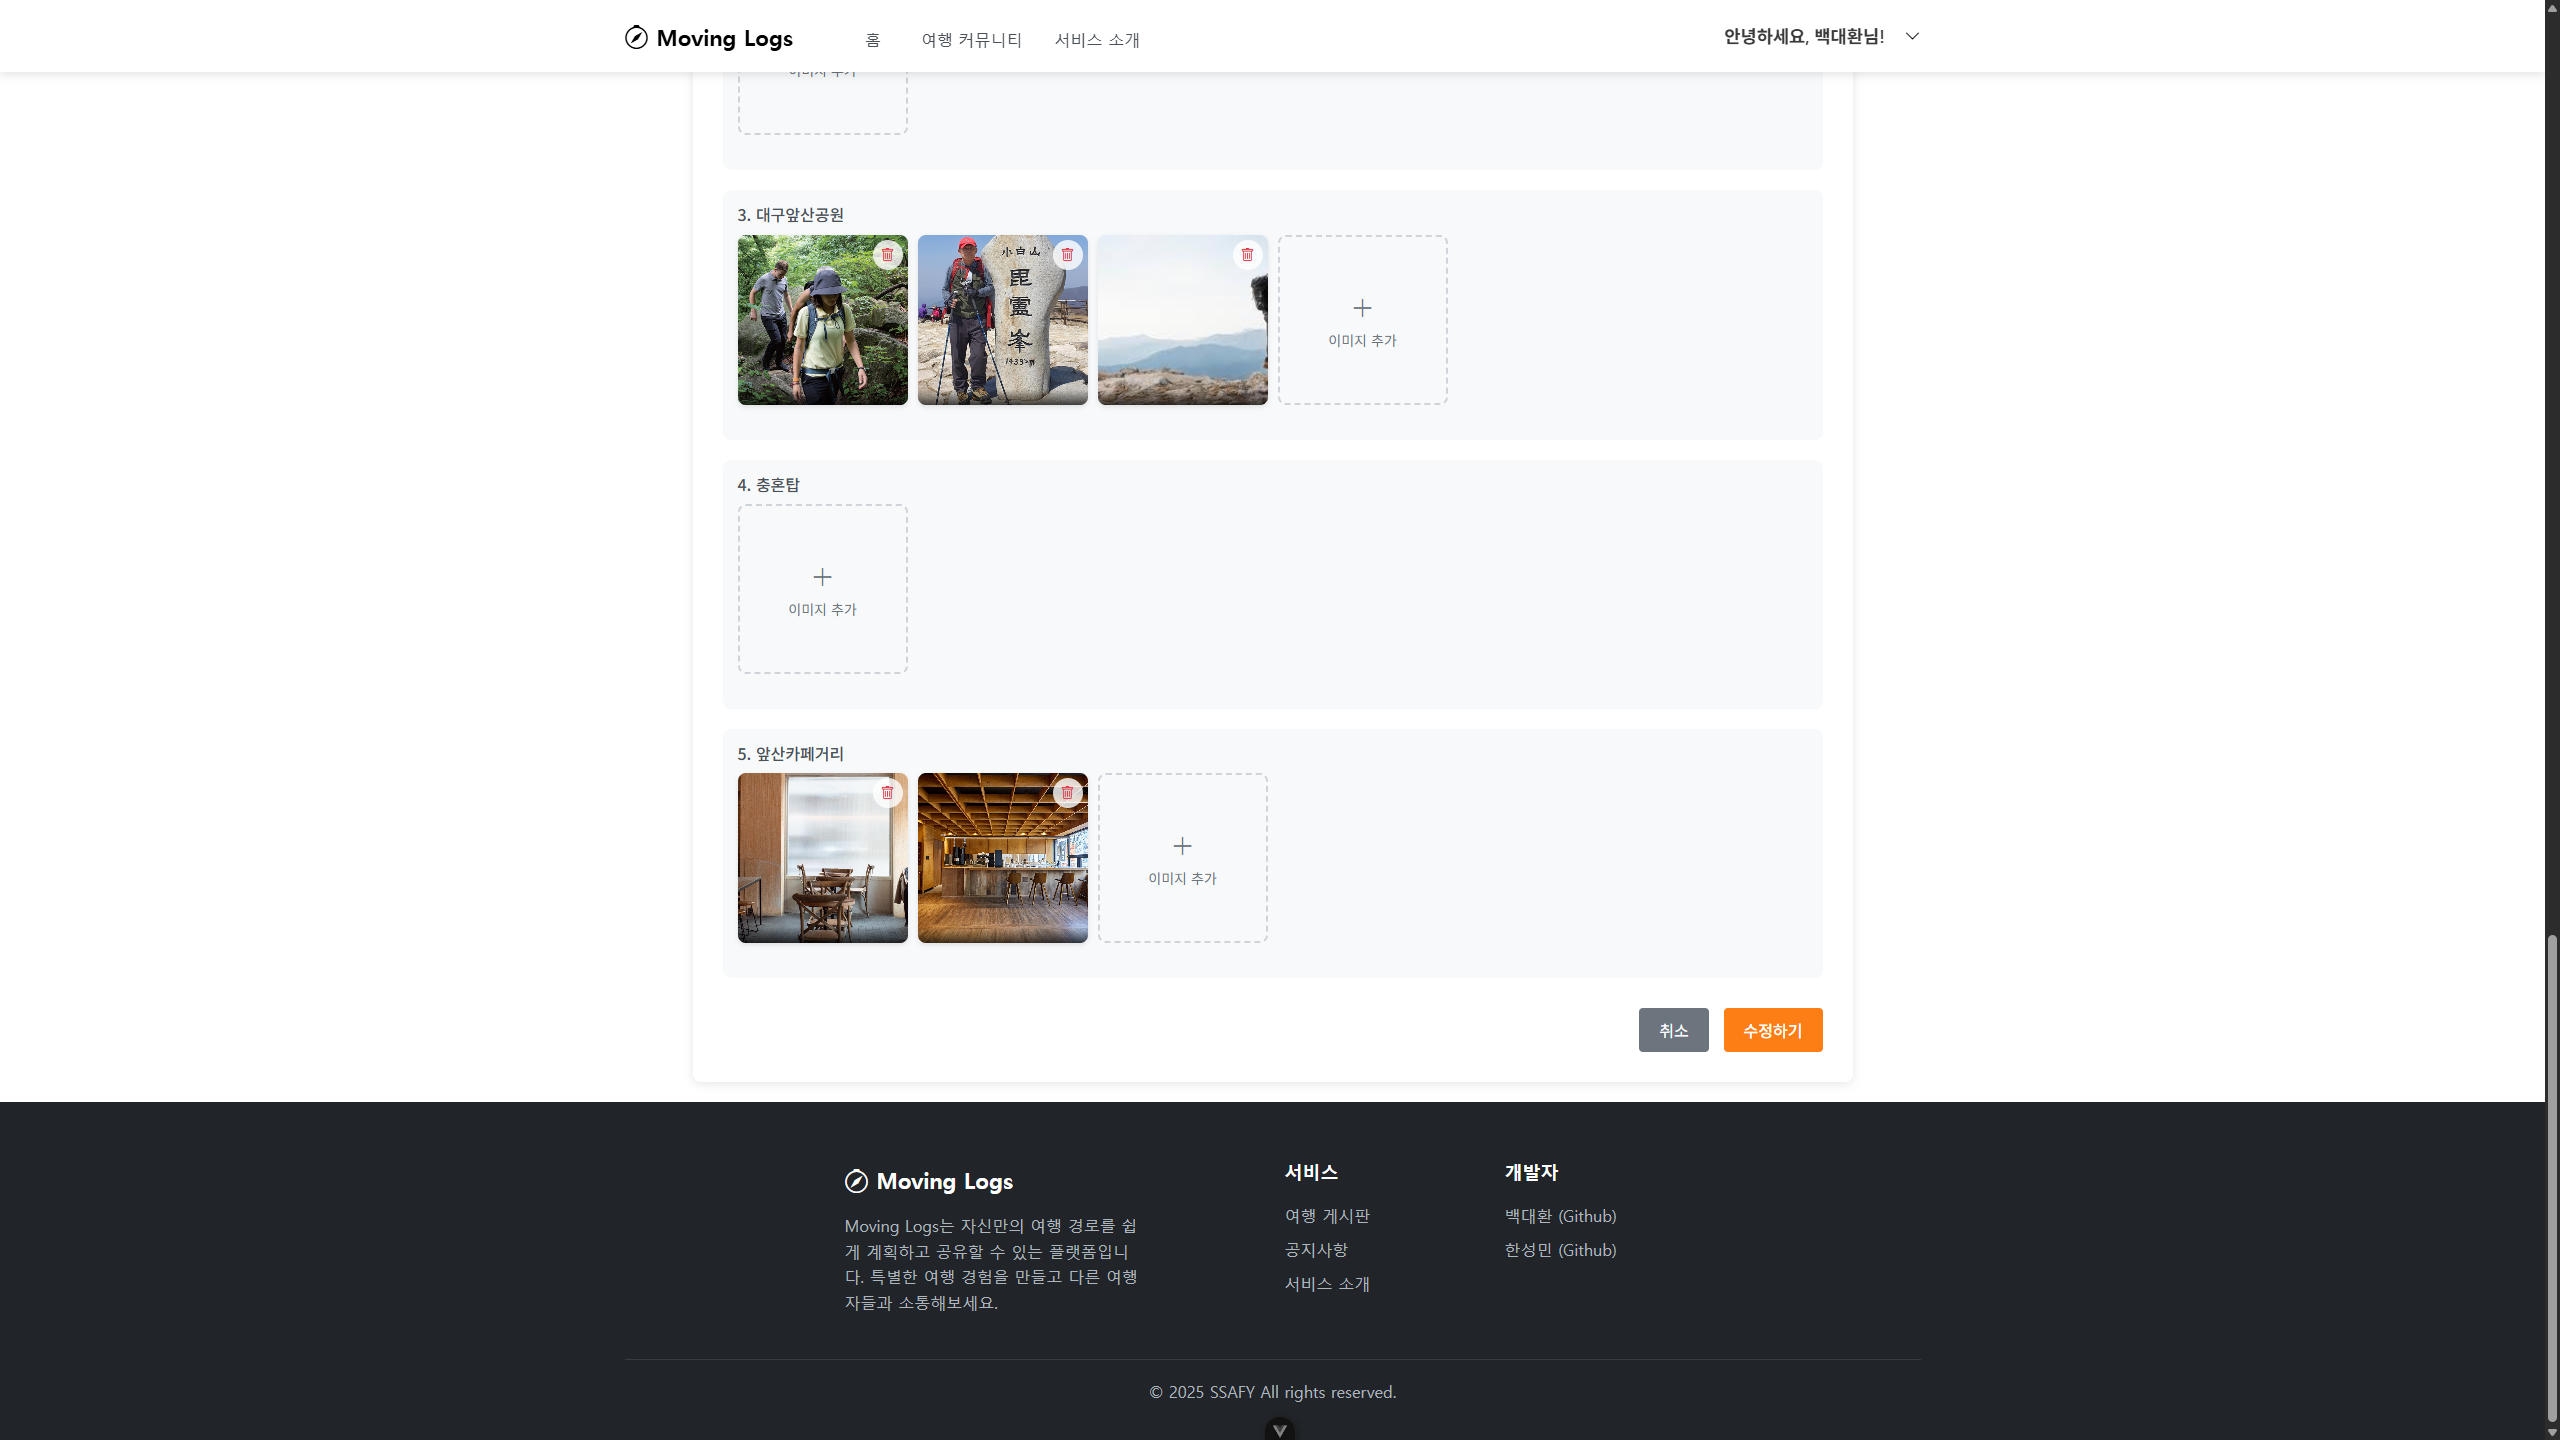 Moving Logs
홈
여행 커뮤니티
서비스 소개
안녕하세요, 백대환님!
이미지 추가
3. 대구앞산공원
小白山
毘盧峯
1439.5m
이미지 추가
4. 충혼탑
이미지 추가
5. 앞산카페거리
이미지 추가
취소
수정하기
Moving Logs
Moving Logs는 자신만의 여행 경로를 쉽
게 계획하고 공유할 수 있는 플랫폼입니
다. 특별한 여행 경험을 만들고 다른 여행
자들과 소통해보세요.
서비스
여행 게시판
공지사항
서비스 소개
개발자
백대환 (Github)
한성민 (Github)
© 2025 SSAFY All rights reserved.